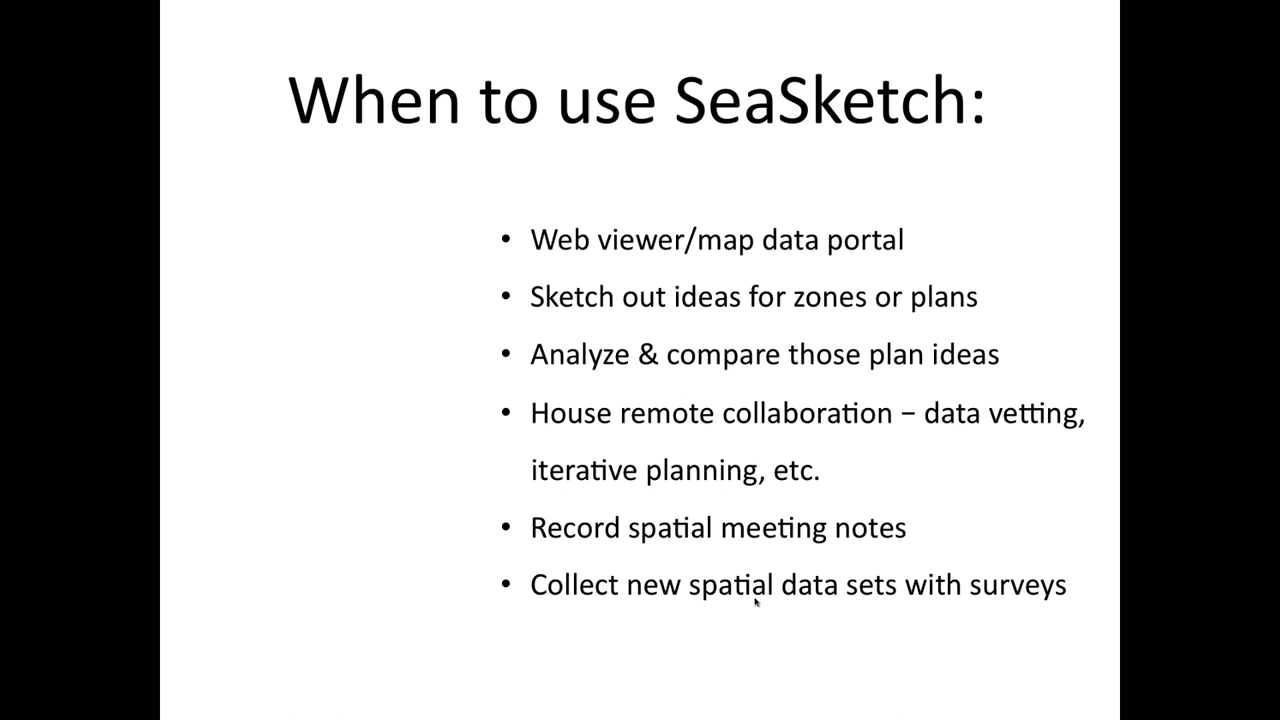 When to use SeaSketch:
• Web viewer/map data portal
• Sketch out ideas for zones or plans
• Analyze & compare those plan ideas
• House remote collaboration – data vetting,
iterative planning, etc.
• Record spatial meeting notes
• Collect new spatial data sets with surveys